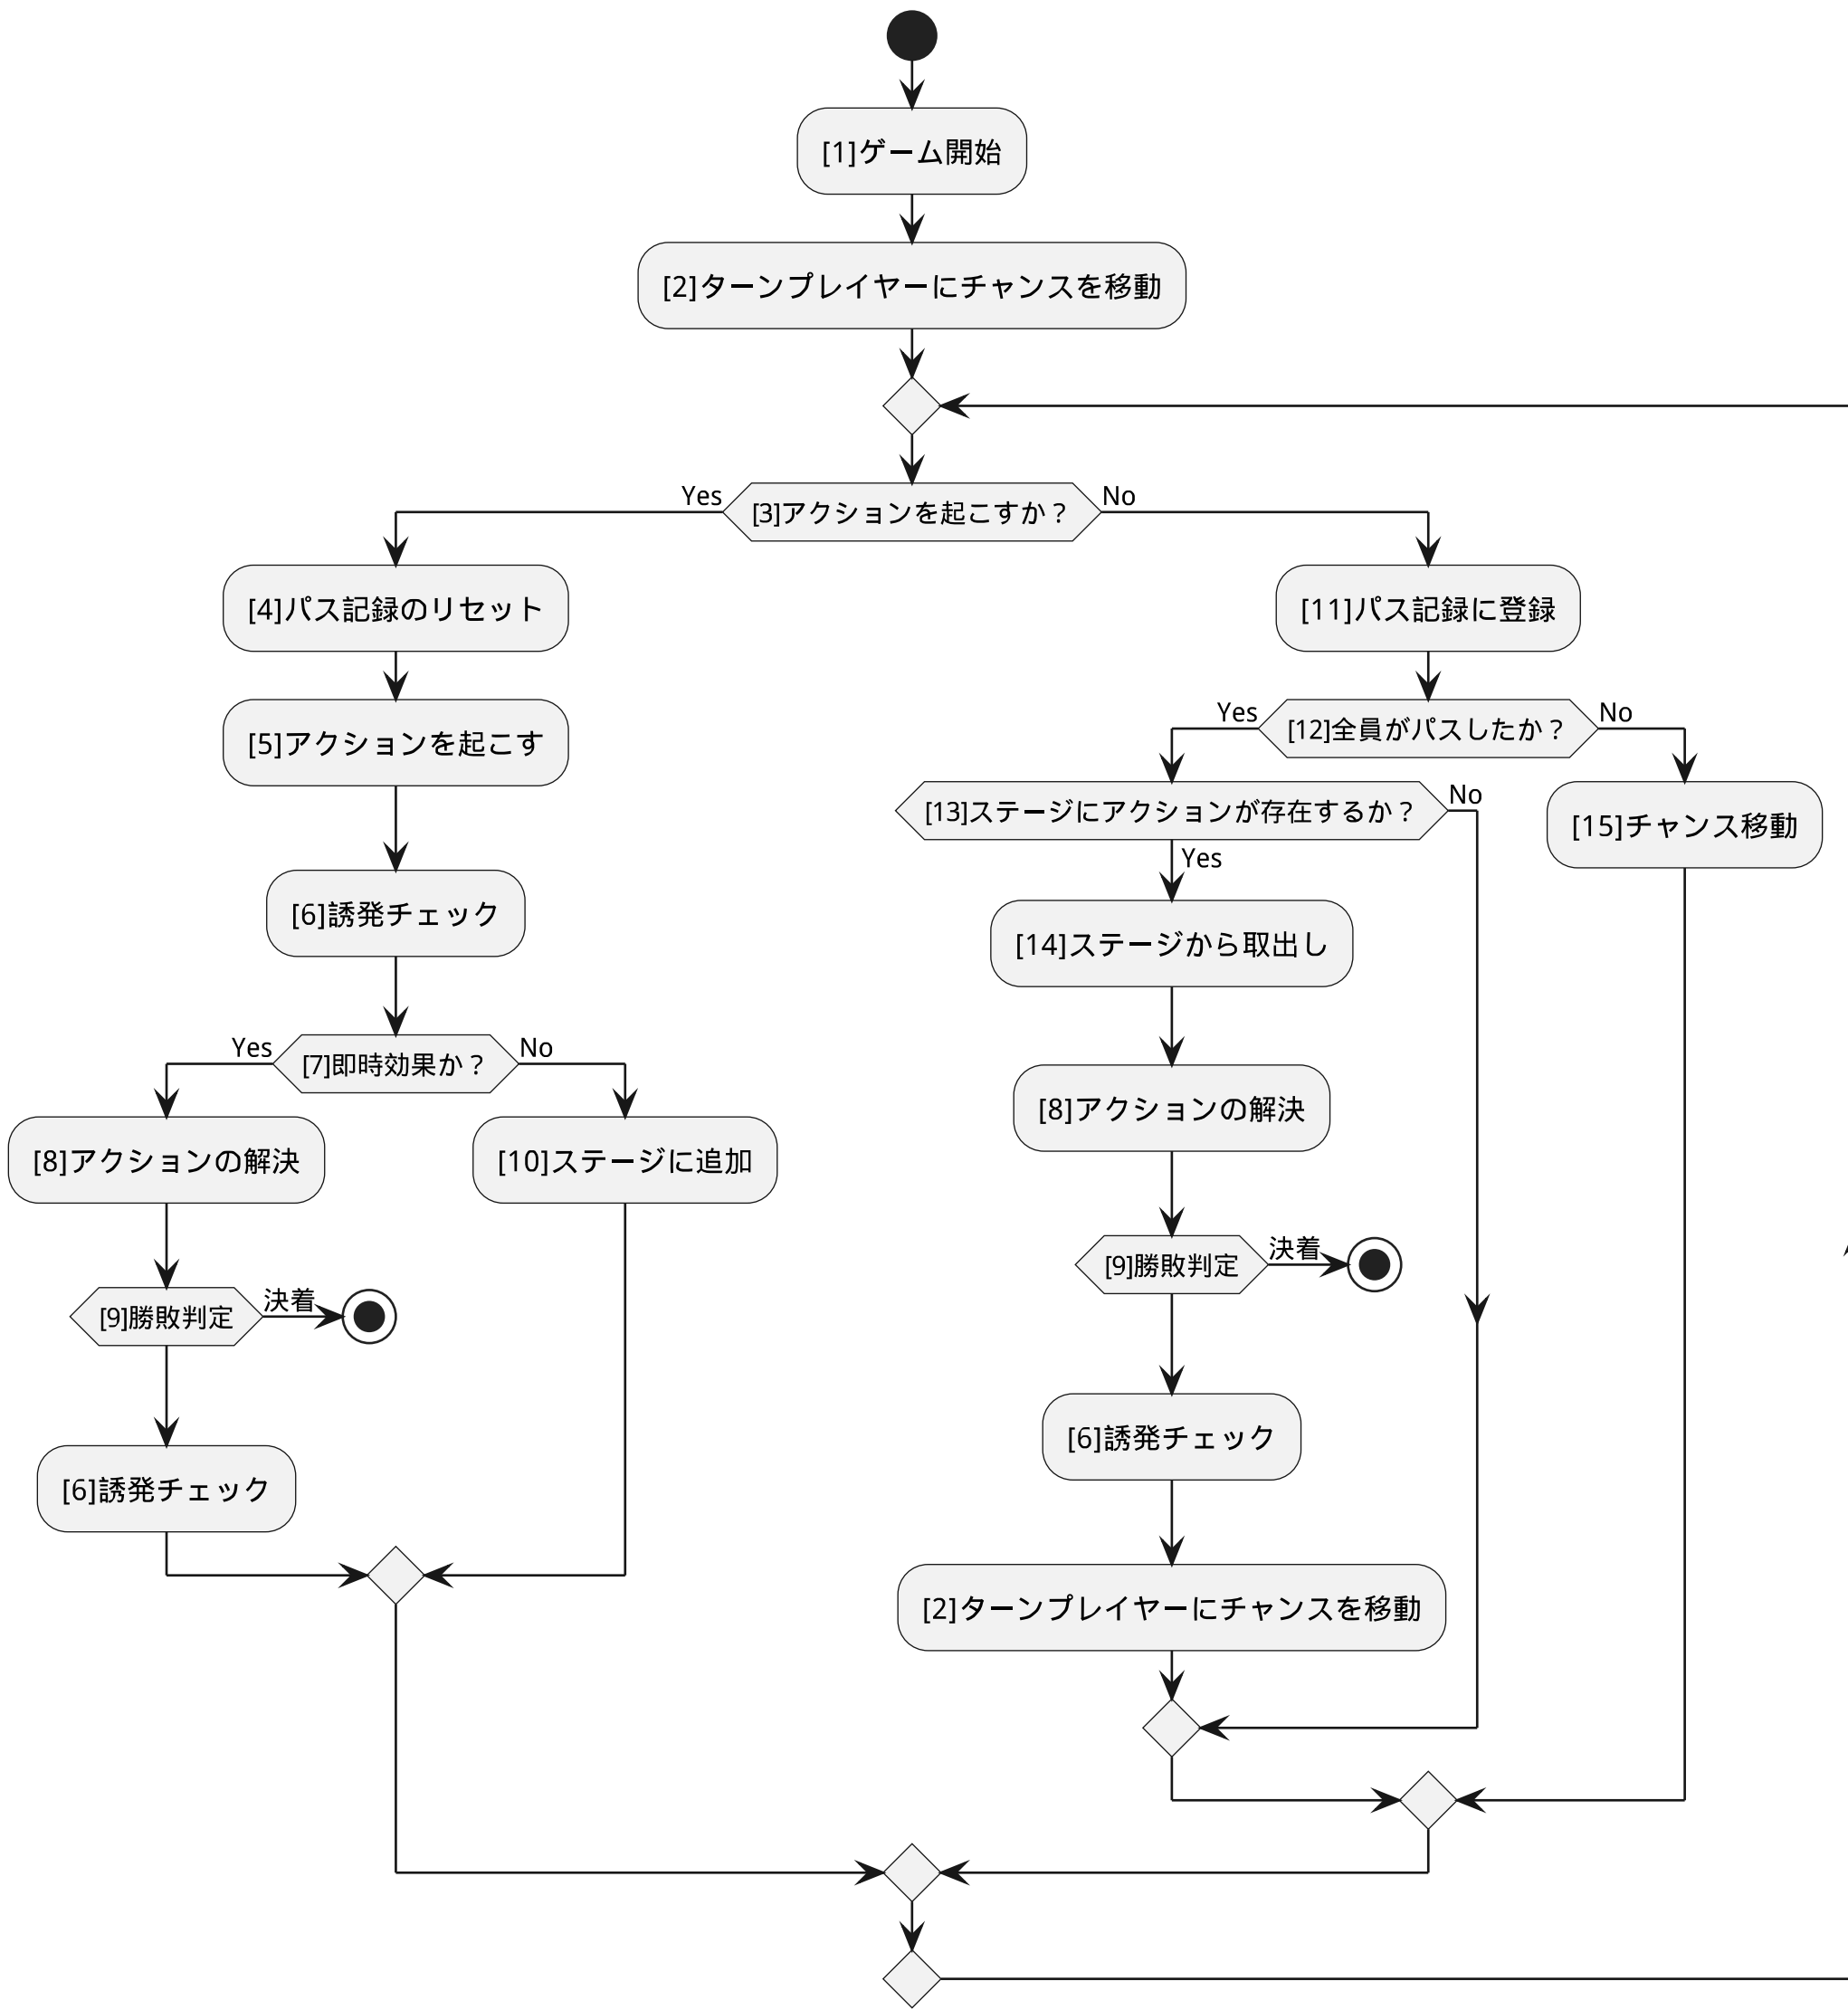 [1]ゲーム開始
[2]ターンプレイヤーにチャンスを移動
Yes
[3]アクションを起こすか？
No
[4]パス記録のリセット
[5]アクションを起こす
[6]誘発チェック
Yes
[7]即時効果か？
No
[8]アクションの解決
[9]勝敗判定
決着
[6]誘発チェック
[10]ステージに追加
[11]パス記録に登録
Yes
[12]全員がパスしたか？
No
[13]ステージにアクションが存在するか？
No
Yes
[14]ステージから取出し
[8]アクションの解決
[9]勝敗判定
決着
[6]誘発チェック
[2]ターンプレイヤーにチャンスを移動
[15]チャンス移動